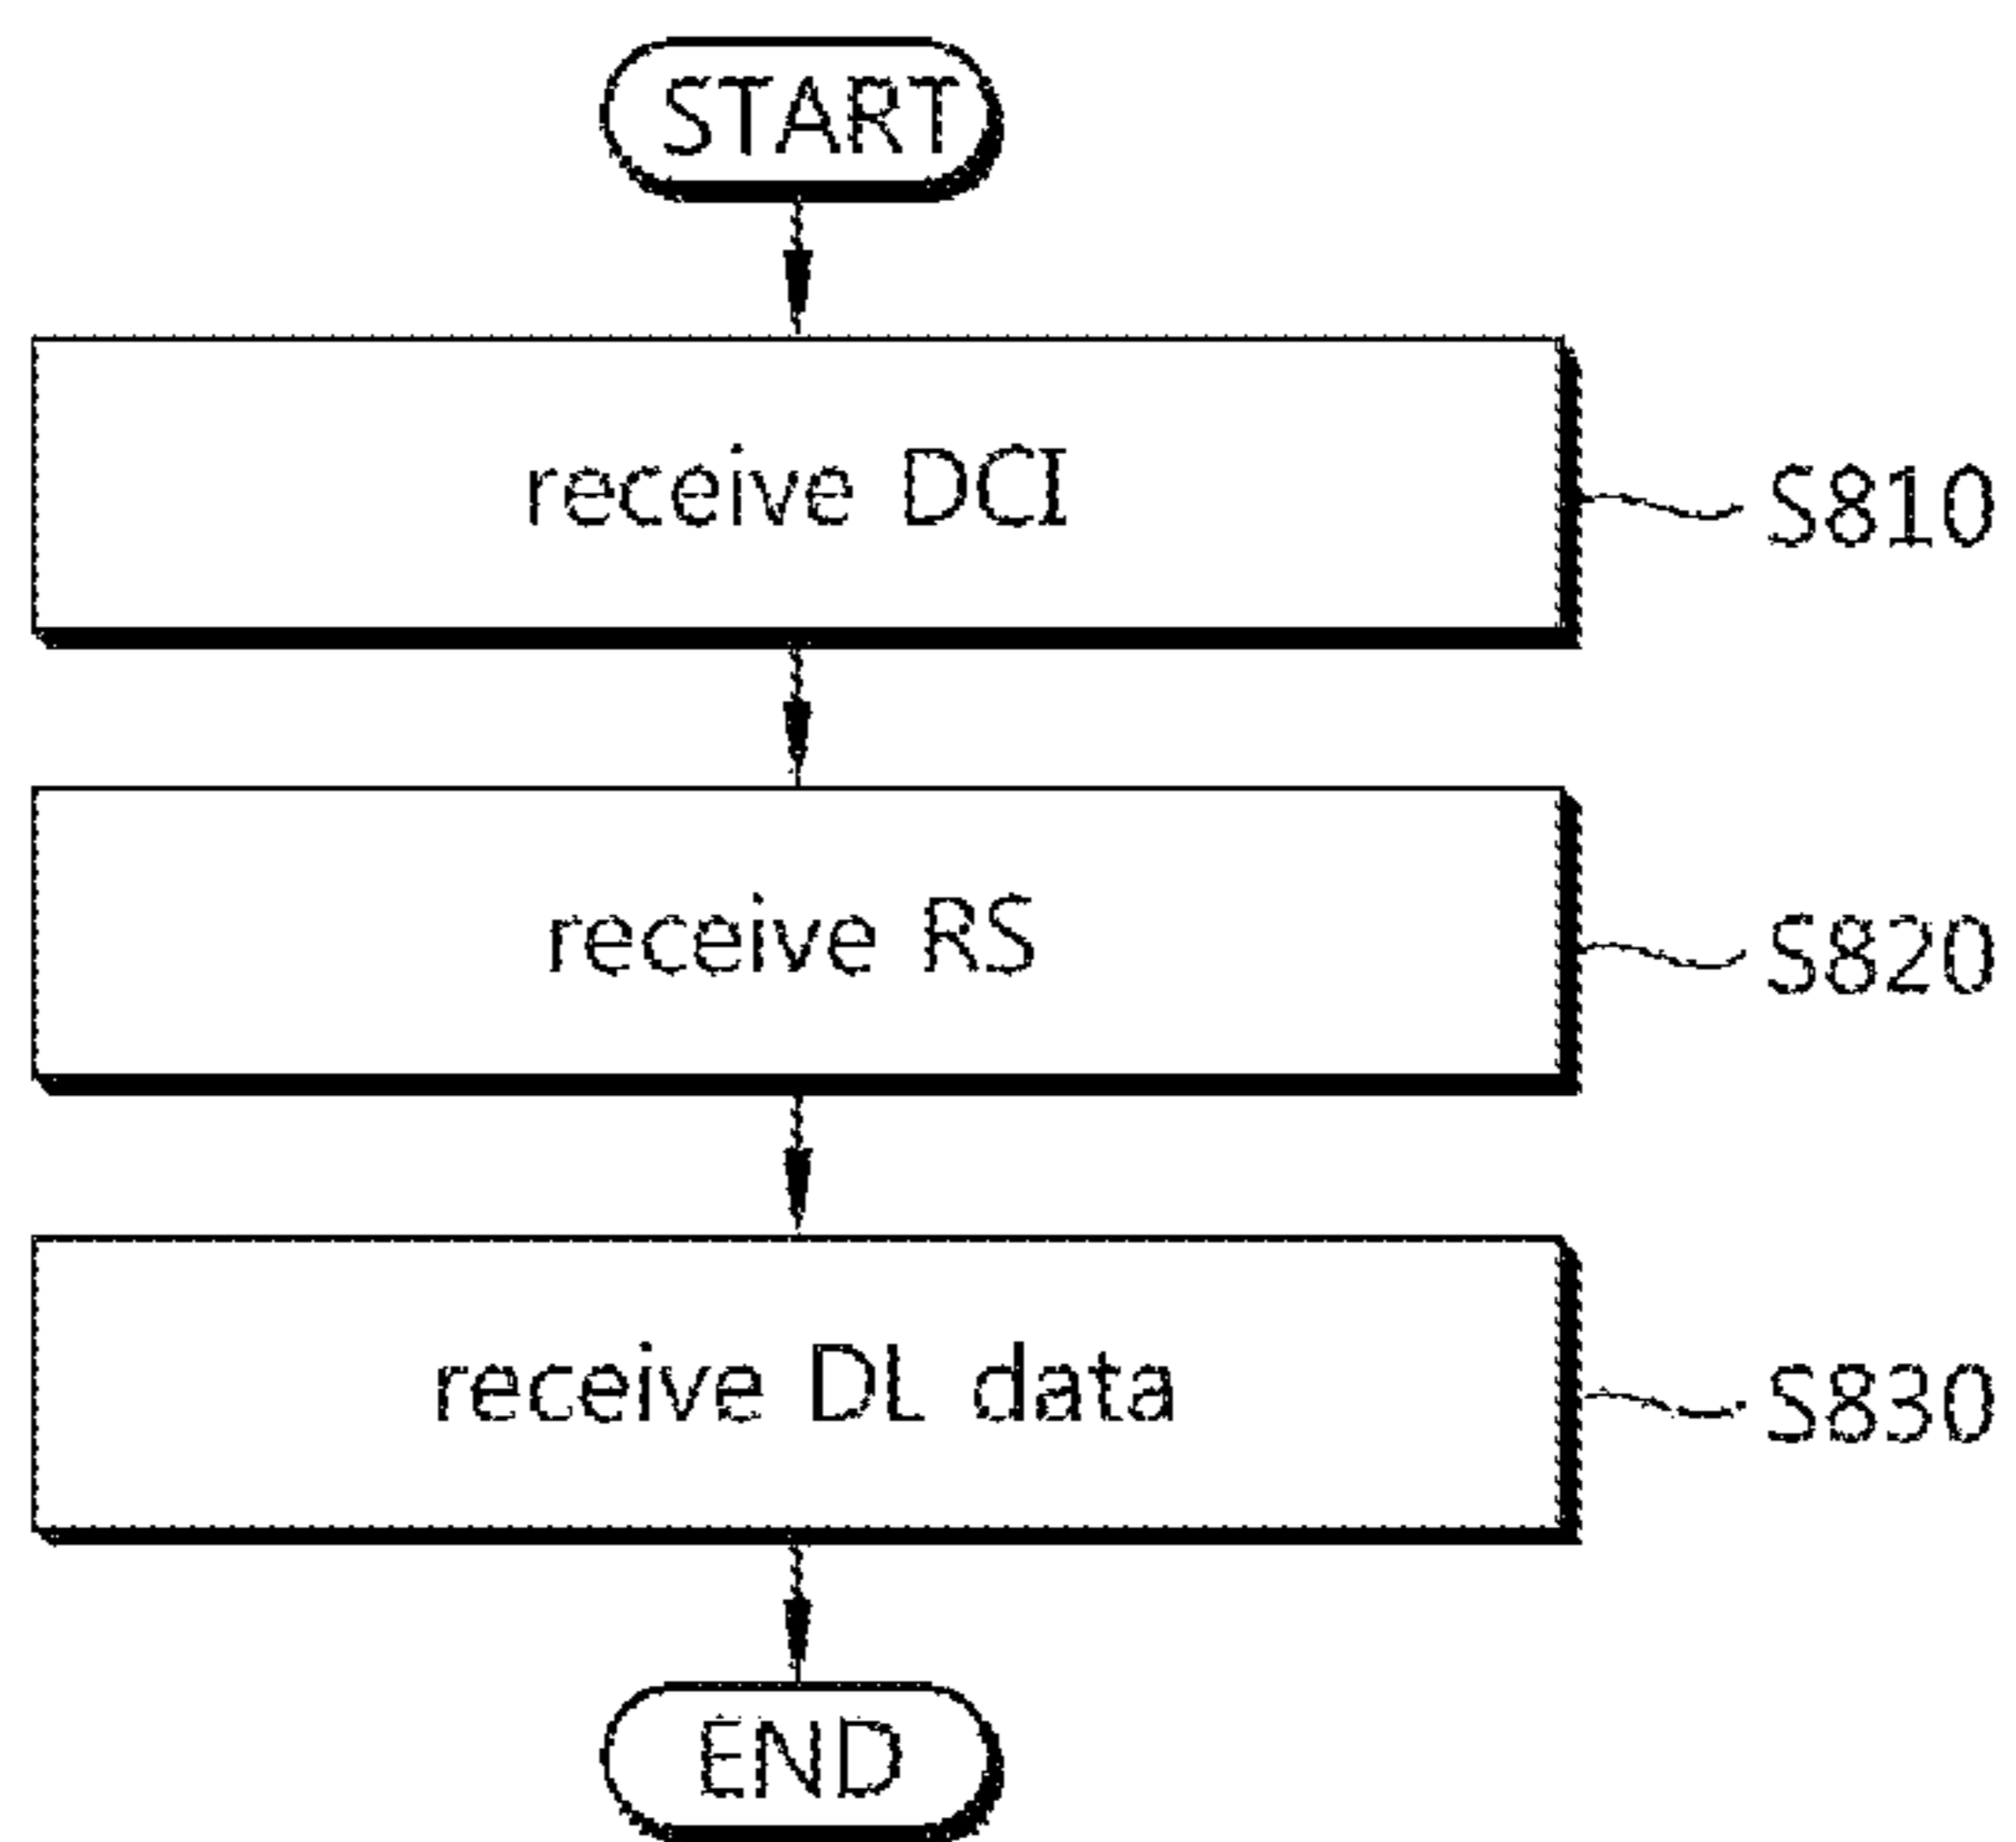 START
receive DCI
S810
receive RS
S820
receive DL data
S830
END